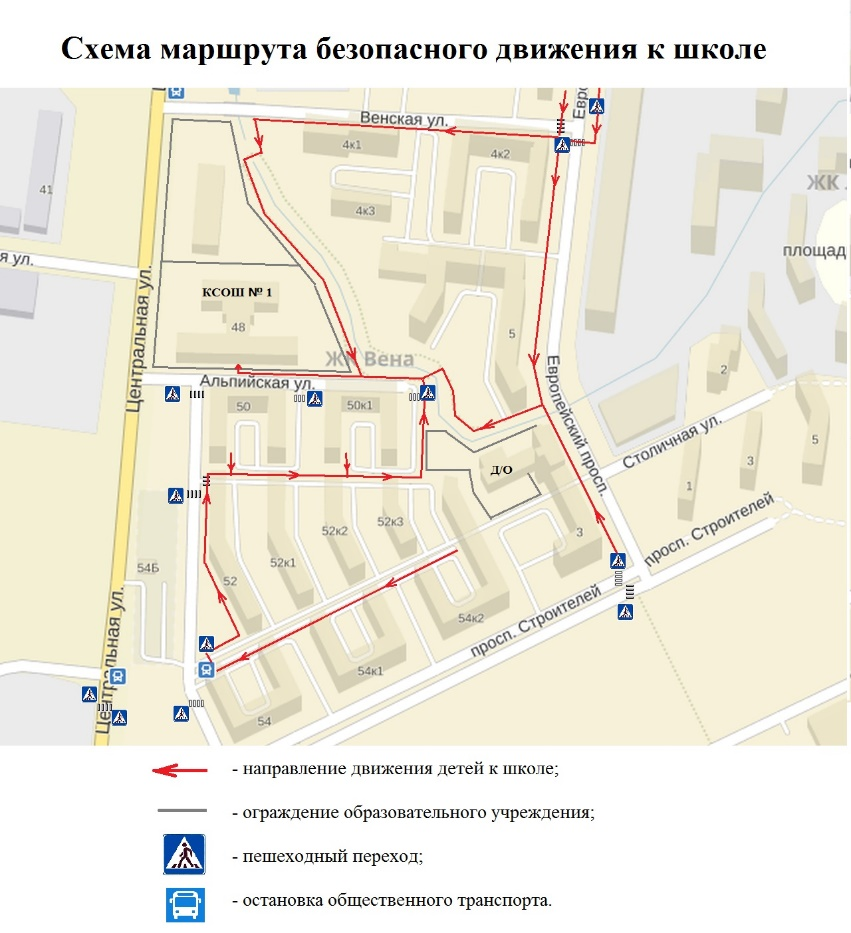 Схема маршрута безопасного движения к школе
Венская ул.
Евро
4к1
4к2
4к3
41
ЖК
площад
я ул.
Центральная ул.
КСОШ № 1
48
ЖК Вена
5
Альпийская ул.
50
50к1
Европейский просп.
2
Столичная ул.
5
3
1
Д/О
52к3
52к2
52к1
52
3
просп. Строителей
54Б
54к2
просп. Строителей
Центральная ул.
54к1
54
- направление движения детей к школе;
- ограждение образовательного учреждения;
- пешеходный переход;
- остановка общественного транспорта.